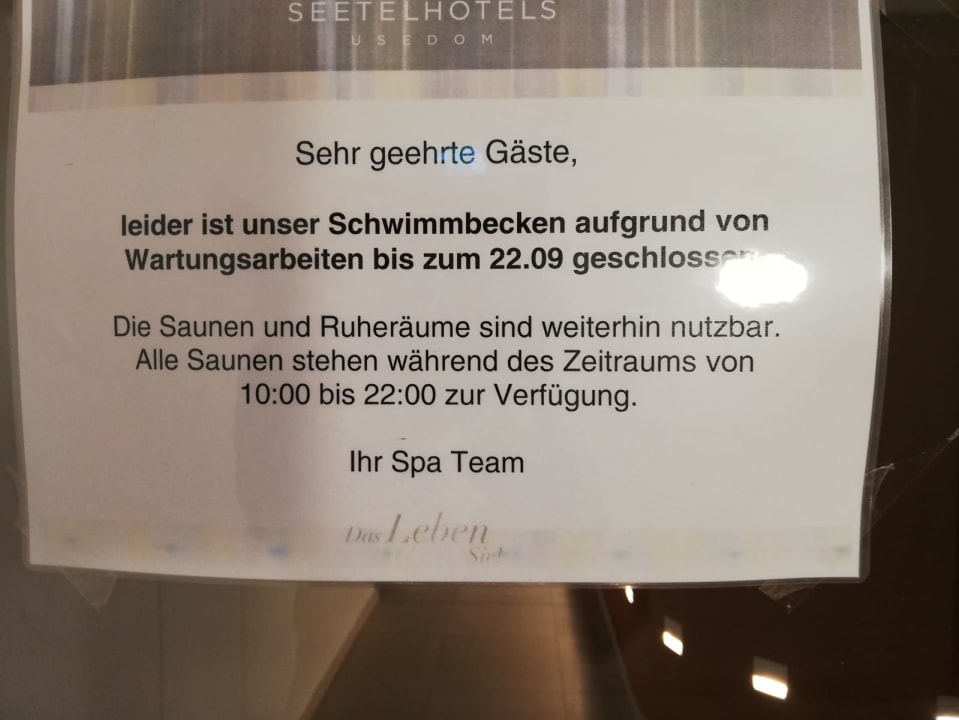 SEETELHOTELS
USEDOM
Sehr geehrte Gäste,
leider ist unser Schwimmbecken aufgrund von
Wartungsarbeiten bis zum 22.09 geschlossen
Die Saunen und Ruheräume sind weiterhin nutzbar.
Alle Saunen stehen während des Zeitraums von
10:00 bis 22:00 zur Verfügung.
Ihr Spa Team
Das Leben